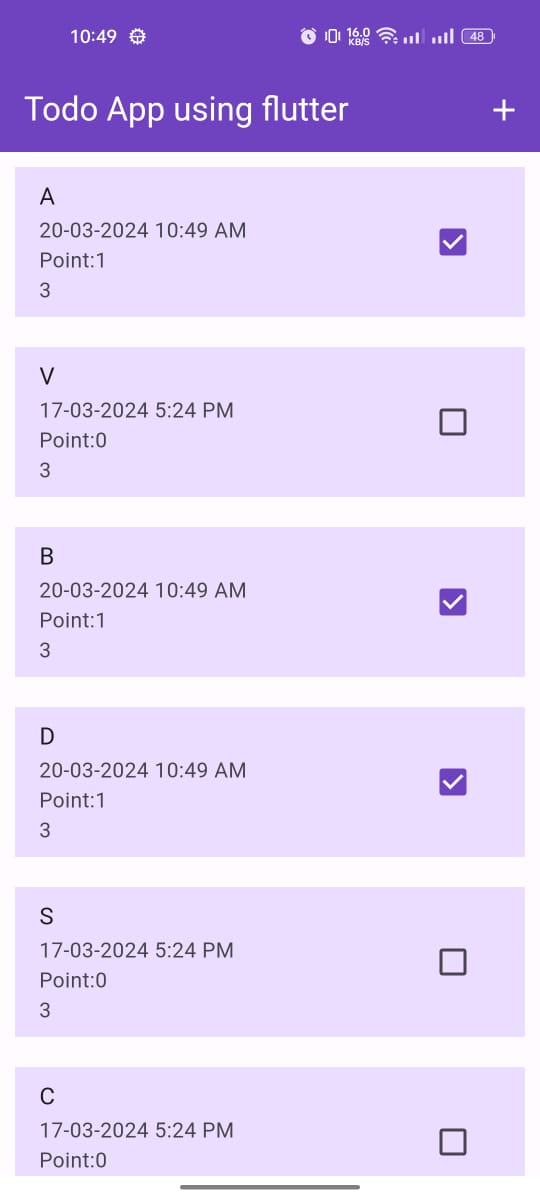 10:49 16.0 KB/S 48
Todo App using flutter +
A
20-03-2024 10:49 AM
Point:1
3
V
17-03-2024 5:24 PM
Point:0
3
B
20-03-2024 10:49 AM
Point:1
3
D
20-03-2024 10:49 AM
Point:1
3
S
17-03-2024 5:24 PM
Point:0
3
C
17-03-2024 5:24 PM
Point:0